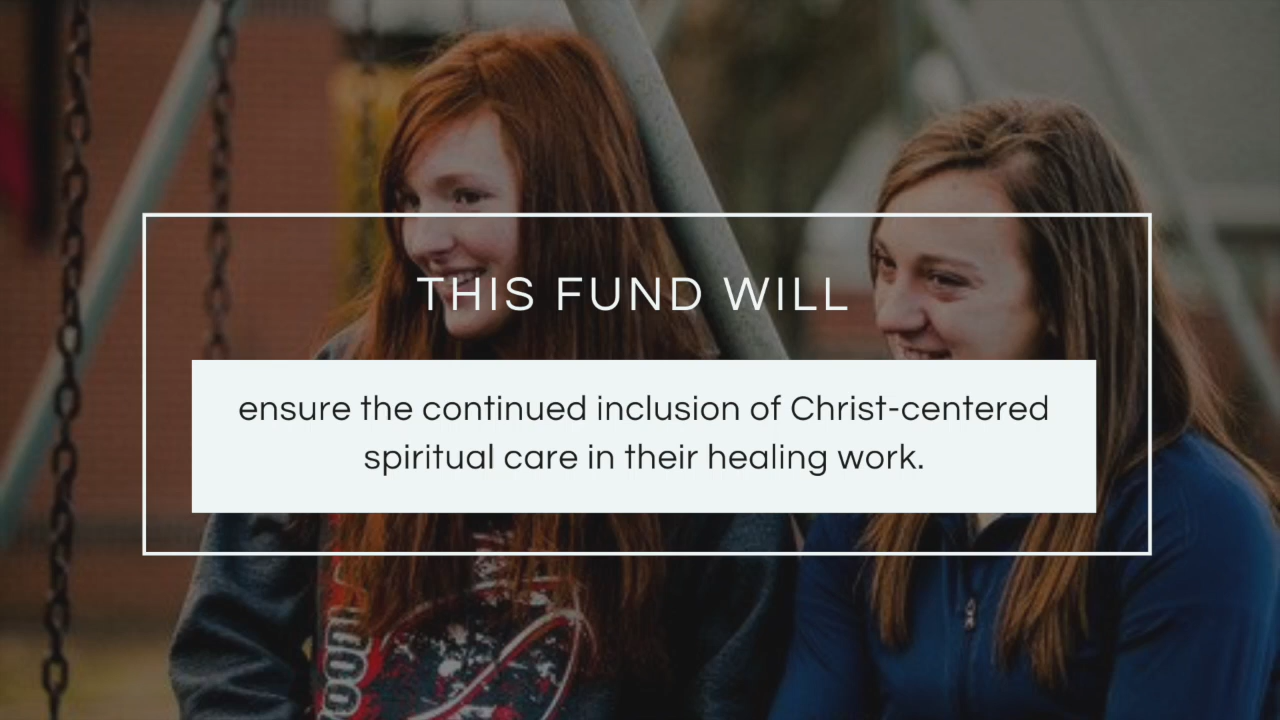 THIS FUND WILL
ensure the continued inclusion of Christ-centered
spiritual care in their healing work.